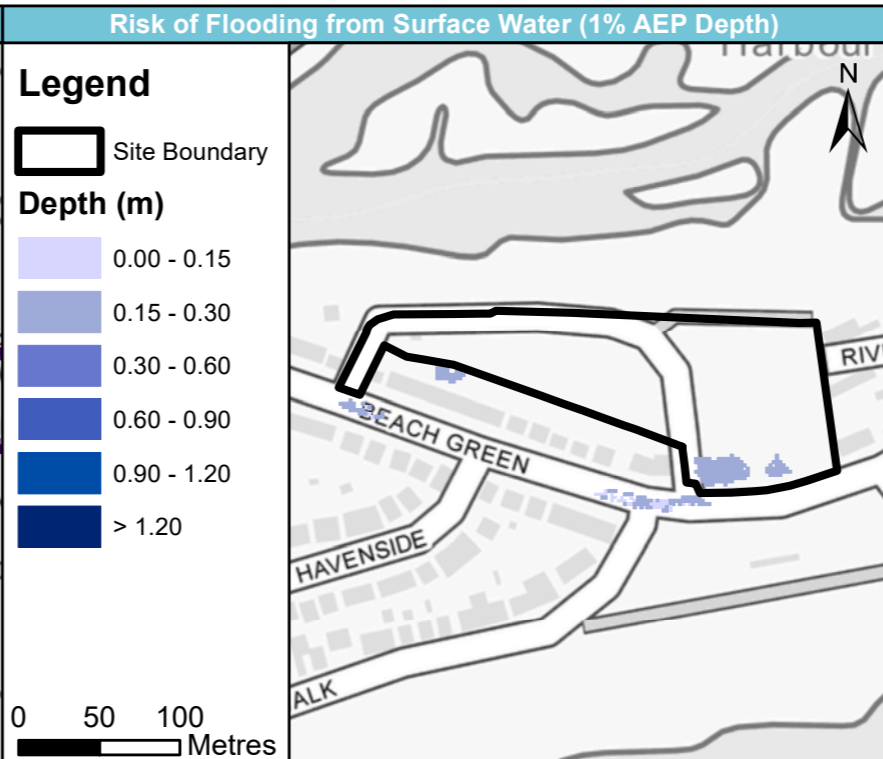 Risk of Flooding from Surface Water (1% AEP Depth)
Legend
Site Boundary
Depth (m)
0.00 - 0.15
0.15 - 0.30
0.30 - 0.60
0.60 - 0.90
0.90 - 1.20
> 1.20
0 50 100
Metres
Harbour
N
RIVE
BEACH GREEN
HAVENSIDE
ALK